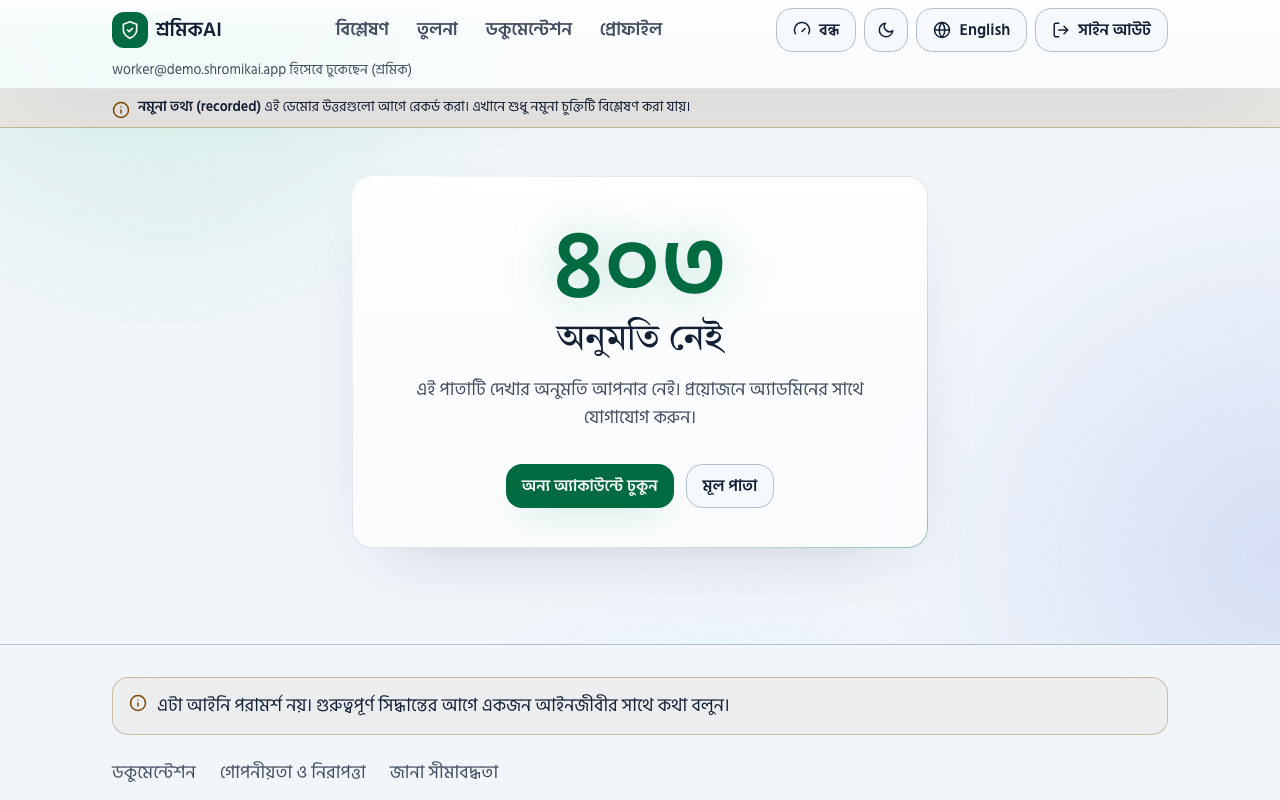 শ্রমিকAI
বিশ্লেষণ তুলনা ডকুমেন্টেশন প্রোফাইল
বন্ধ
English
সাইন আউট
worker@demo.shromikai.app হিসেবে ঢুকেছেন (শ্রমিক)
নমুনা তথ্য (recorded) এই ডেমোর উত্তরগুলো আগে রেকর্ড করা। এখানে শুধু নমুনা চুক্তিটি বিশ্লেষণ করা যায়।
৪০৩
অনুমতি নেই
এই পাতাটি দেখার অনুমতি আপনার নেই। প্রয়োজনে অ্যাডমিনের সাথে
যোগাযোগ করুন।
অন্য অ্যাকাউন্টে ঢুকুন
মূল পাতা
এটা আইনি পরামর্শ নয়। গুরুত্বপূর্ণ সিদ্ধান্তের আগে একজন আইনজীবীর সাথে কথা বলুন।
ডকুমেন্টেশন গোপনীয়তা ও নিরাপত্তা জানা সীমাবদ্ধতা